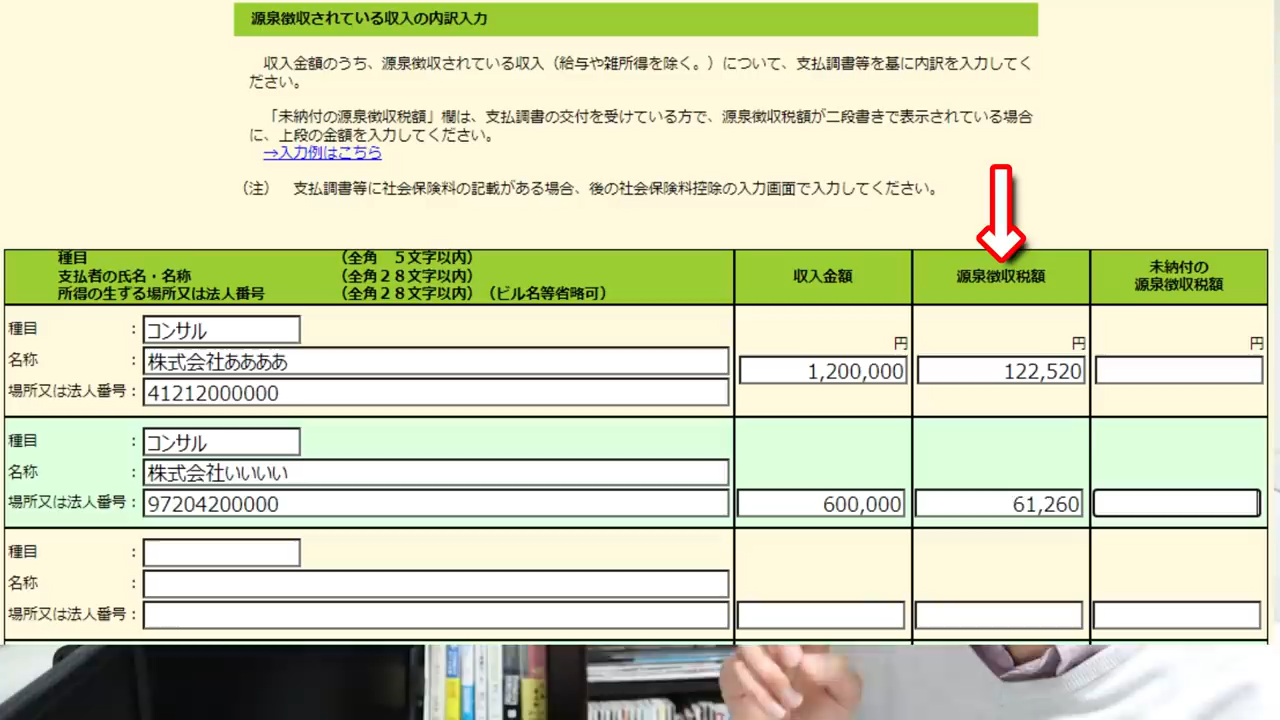 源泉徴収されている収入の内訳入力
収入金額のうち、源泉徴収されている収入（給与や雑所得を除く。）について、支払調書等を基に内訳を入力してく
ださい。
「未納付の源泉徴収税額」欄は、支払調書の交付を受けている方で、源泉徴収税額が二段書きで表示されている場合
に、上段の金額を入力してください。
→入力例はこちら
（注）　支払調書等に社会保険料の記載がある場合、後の社会保険料控除の入力画面で入力してください。
種目　（全角　５文字以内）
支払者の氏名・名称　（全角２８文字以内）
所得の生する場所又は法人番号　（全角２８文字以内）（ビル名等省略可）
収入金額
源泉徴収税額
未納付の
源泉徴収税額
種目　：コンサル
名称　：株式会社ああああ
場所又は法人番号：41212000000
円
1,200,000
円
122,520
円
種目　：コンサル
名称　：株式会社いいいい
場所又は法人番号：97204200000
600,000
61,260
種目　：
名称　：
場所又は法人番号：